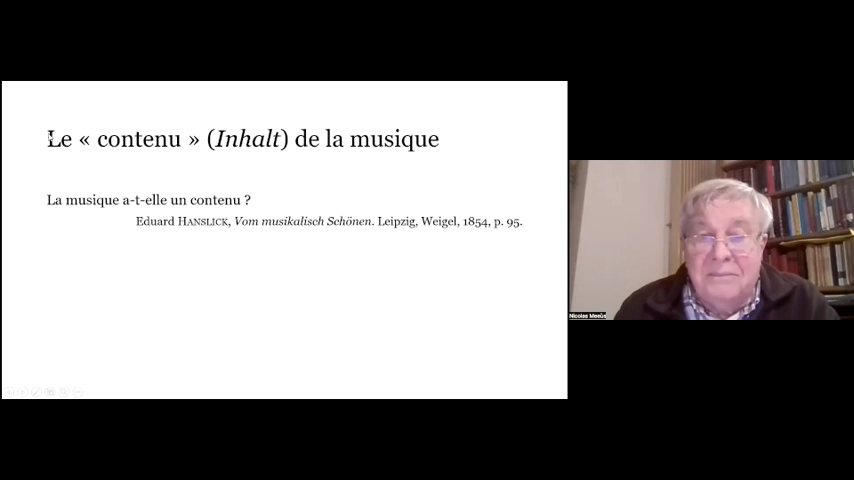 Le « contenu » (Inhalt) de la musique
La musique a-t-elle un contenu ?
Eduard HANSLICK, Vom musikalisch Schönen. Leipzig, Weigel, 1854, p. 95.
Nicolas Meeùs